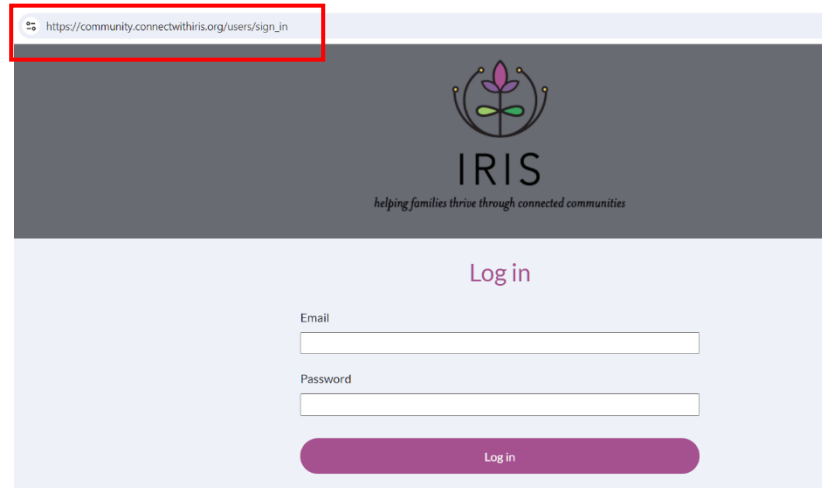 https://community.connectwithiris.org/users/sign_in
IRIS
helping families thrive through connected communities
Log in
Email
Password
Log in